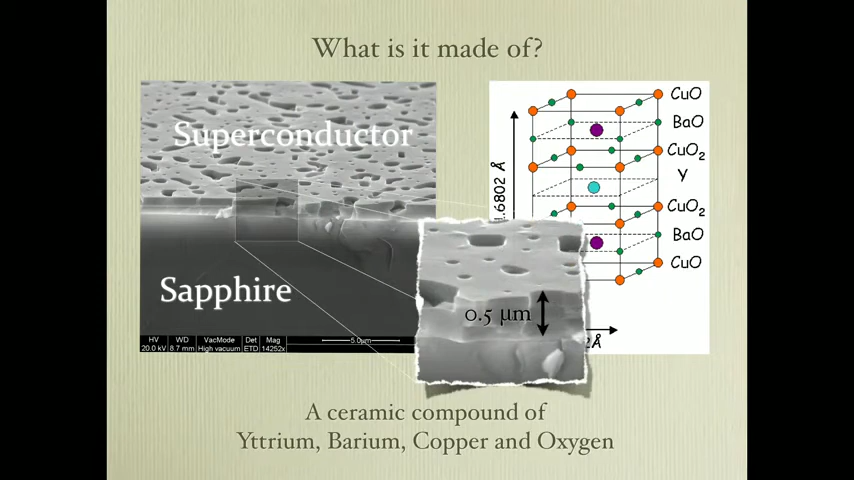 What is it made of?
Superconductor
Sapphire
HV WD VacMode Det Mag
20.0 kV 8.7 mm High vacuum ETD 14252x
5.0µm
0.5 µm
CuO
BaO
CuO₂
Y
CuO₂
BaO
CuO
.6802 Å
Å
A ceramic compound of
Yttrium, Barium, Copper and Oxygen